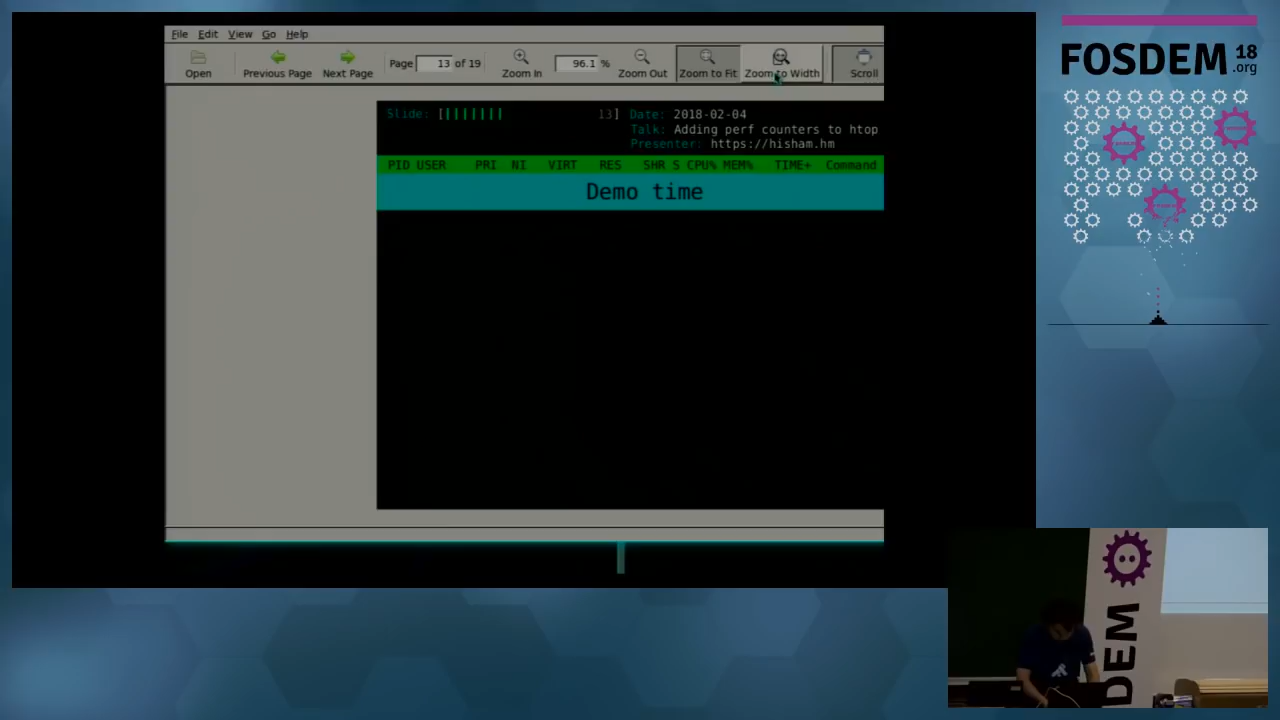 File Edit View Go Help
Open Previous Page Next Page Page 13 of 19 Zoom In 96.1 % Zoom Out Zoom to Fit Zoom to Width Scroll
Slide: [||||||| 13] Date: 2018-02-04
Talk: Adding perf counters to htop
Presenter: https://hisham.hm
PID USER PRI NI VIRT RES SHR S CPU% MEM% TIME+ Command
Demo time
FOSDEM 18
.org
DEM